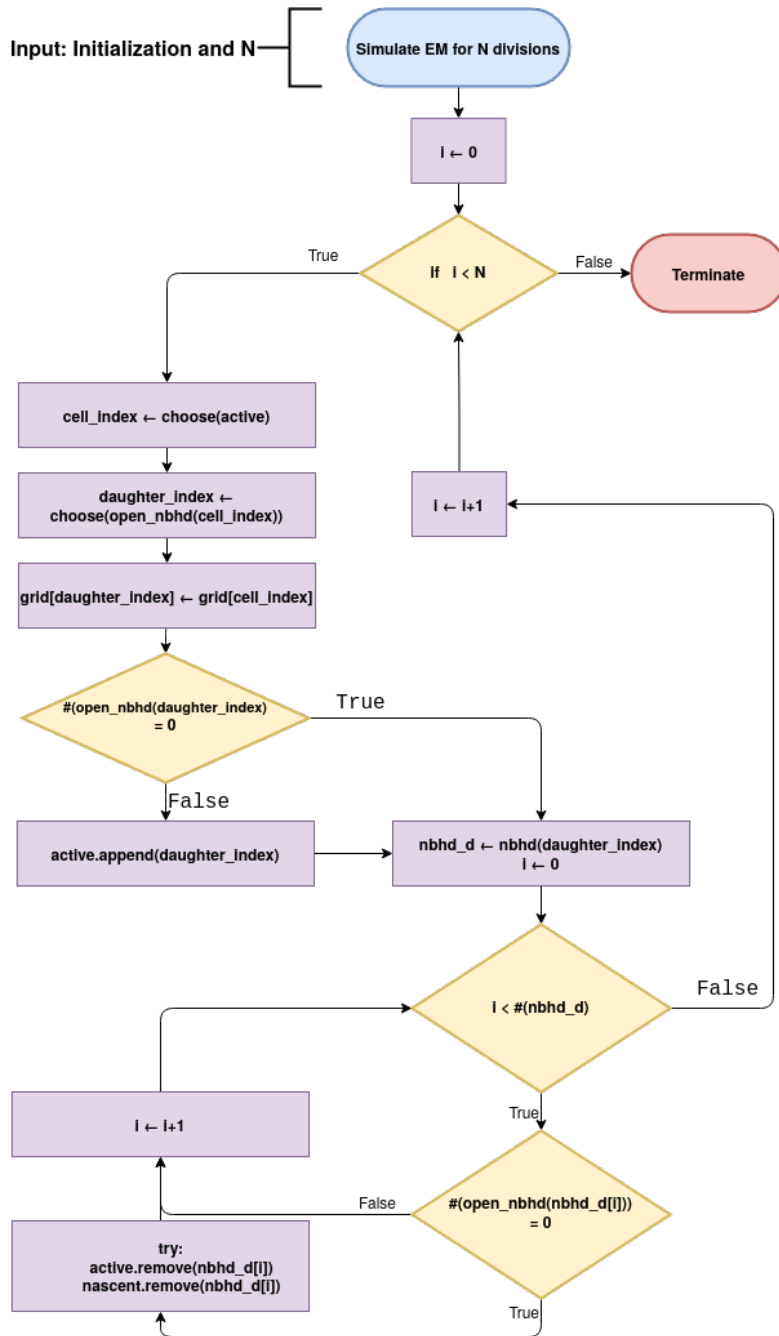 Input: Initialization and N
Simulate EM for N divisions
i ← 0
if i < N
True
False
Terminate
cell_index ← choose(active)
daughter_index ←
choose(open_nbhd(cell_index))
i ← i+1
grid[daughter_index] ← grid[cell_index]
#(open_nbhd(daughter_index)
= 0
True
False
active.append(daughter_index)
nbhd_d ← nbhd(daughter_index)
i ← 0
i < #(nbhd_d)
False
True
i ← i+1
#(open_nbhd(nbhd_d[i]))
= 0
False
try:
active.remove(nbhd_d[i])
nascent.remove(nbhd_d[i])
True